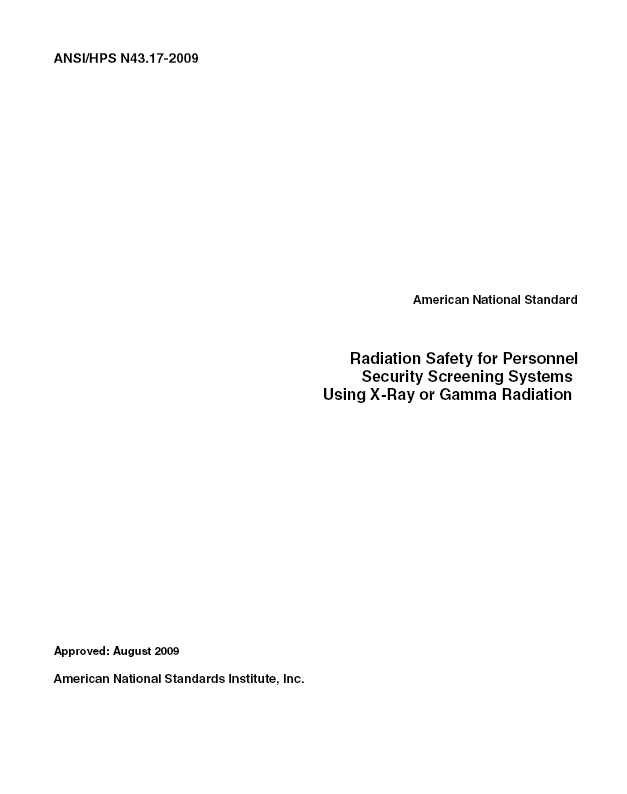 ANSI/HPS N43.17-2009
American National Standard
Radiation Safety for Personnel
Security Screening Systems
Using X-Ray or Gamma Radiation
Approved: August 2009
American National Standards Institute, Inc.